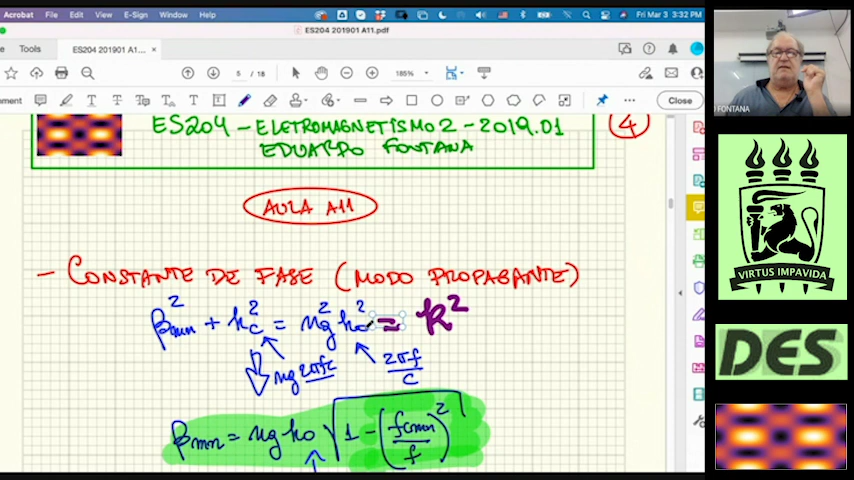 Acrobat File Edit View E-Sign Window Help Fri Mar 3 3:32 PM
ES204 201901 A11.pdf
Tools ES204 201901 A1... ×
5 / 18 185%
mment Close
ES204 - ELETROMAGNETISMO 2 - 2019.01
EDUARDO FONTANA
4
AULA A11
- CONSTANTE DE FASE (MODO PROPAGANTE)
βmn² + kc² = ng² ko² = k²
ng 2πfc
2πf/c
βmn = ng ko √(1 - (fcmn/f)²)
FONTANA
VIRTUS IMPAVIDA
DES